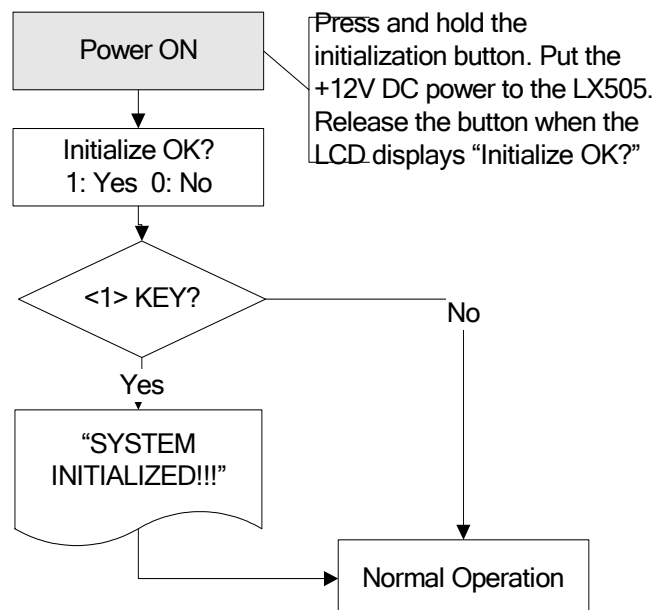 Power ON
Press and hold the
initialization button. Put the
+12V DC power to the LX505.
Release the button when the
LCD displays “Initialize OK?”
Initialize OK?
1: Yes 0: No
<1> KEY?
No
Yes
“SYSTEM
INITIALIZED!!!”
Normal Operation